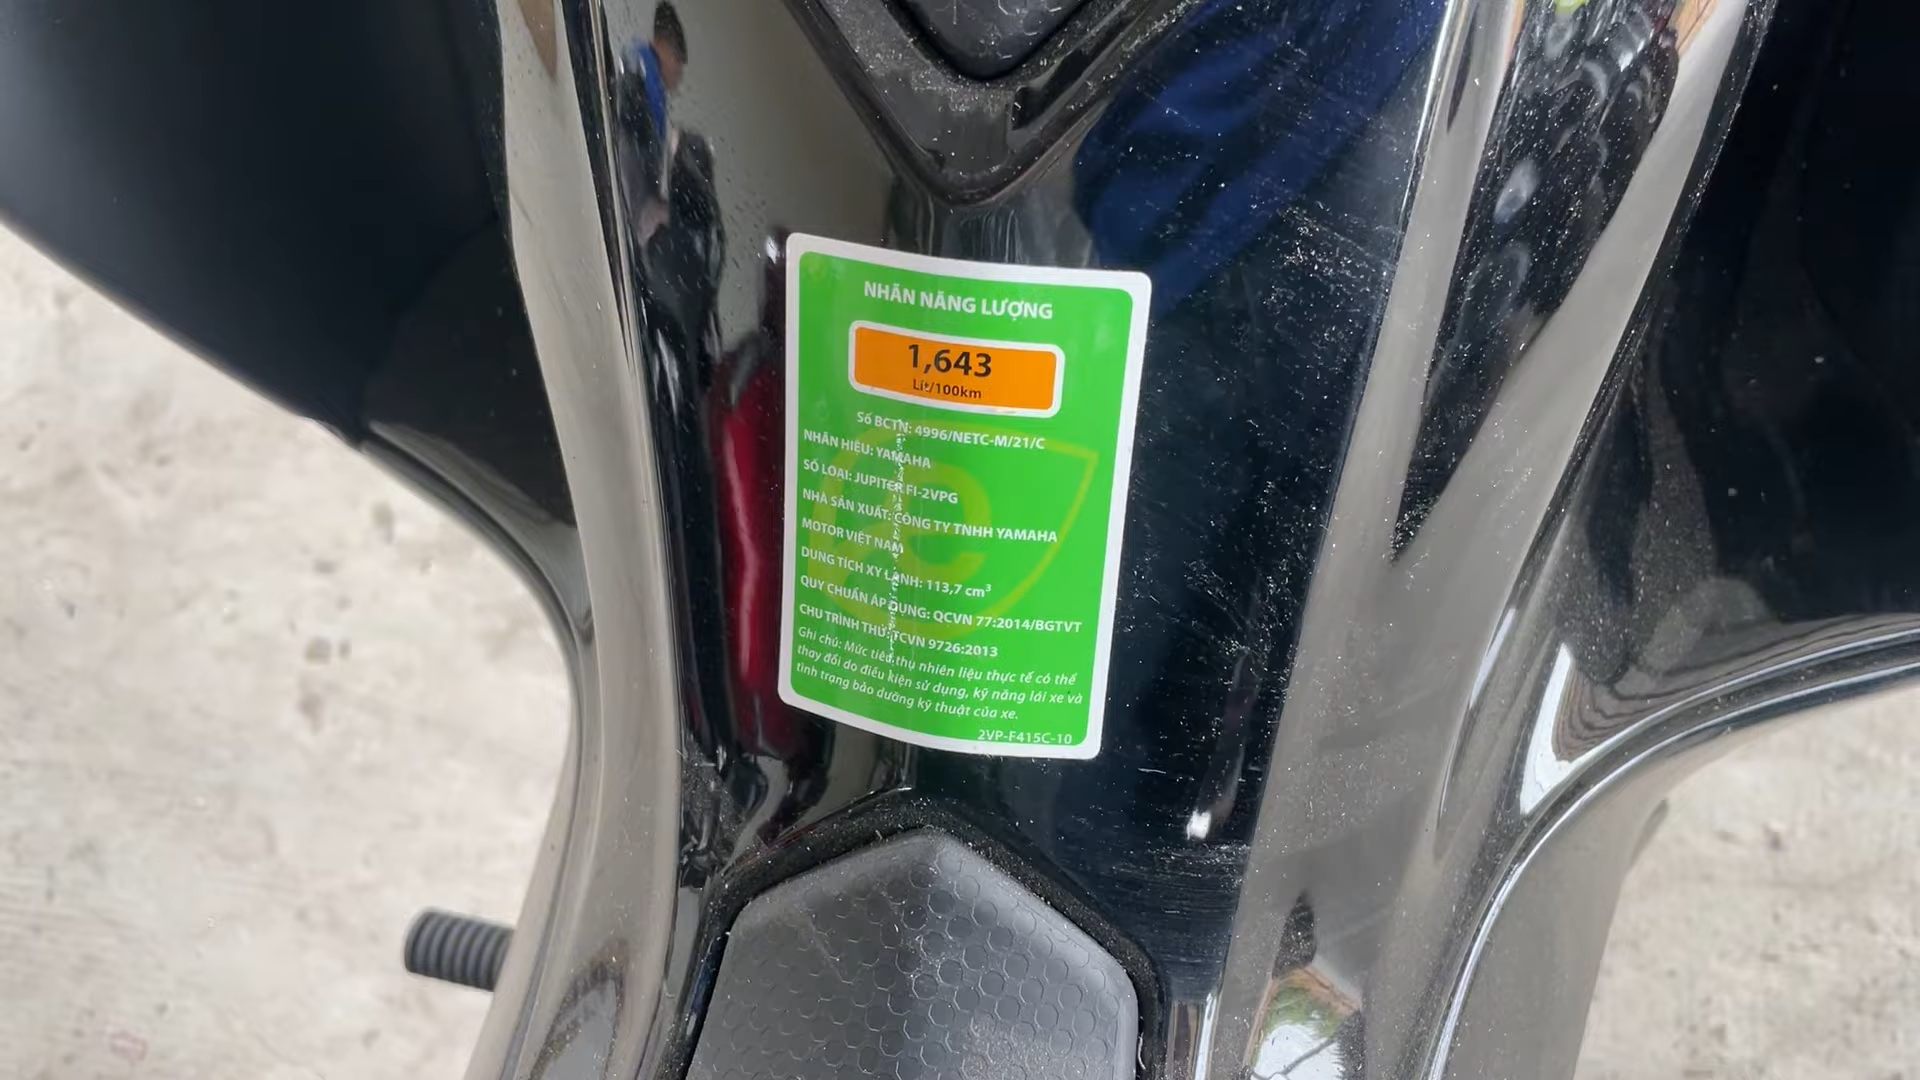 NHÃN NĂNG LƯỢNG
1,643
Lít/100km
Số BCTN: 4996/NETC-M/21/C
NHÃN HIỆU: YAMAHA
SỐ LOẠI: JUPITER FI-2VPG
NHÀ SẢN XUẤT: CÔNG TY TNHH YAMAHA
MOTOR VIỆT NAM
DUNG TÍCH XY LANH: 113,7 cm³
QUY CHUẨN ÁP DỤNG: QCVN 77:2014/BGTVT
CHU TRÌNH THỬ: TCVN 9726:2013
Ghi chú: Mức tiêu thụ nhiên liệu thực tế có thể
thay đổi do điều kiện sử dụng, kỹ năng lái xe và
tình trạng bảo dưỡng kỹ thuật của xe.
2VP-F415C-10